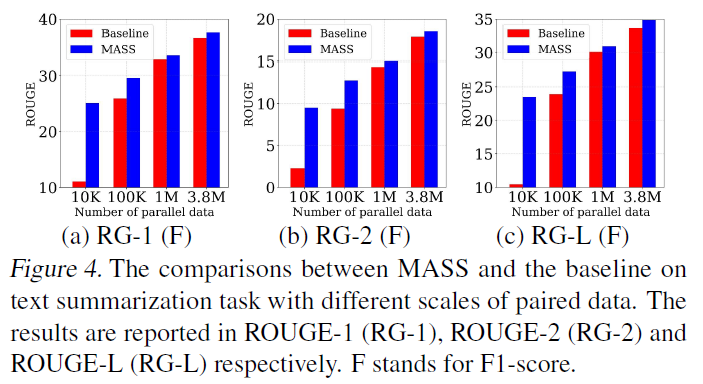 40
30
20
10
ROUGE
Baseline
MASS
10K 100K 1M 3.8M
Number of parallel data
(a) RG-1 (F)
20
15
10
5
0
ROUGE
Baseline
MASS
10K 100K 1M 3.8M
Number of parallel data
(b) RG-2 (F)
35
30
25
20
15
10
ROUGE
Baseline
MASS
10K 100K 1M 3.8M
Number of parallel data
(c) RG-L (F)
Figure 4. The comparisons between MASS and the baseline on
text summarization task with different scales of paired data. The
results are reported in ROUGE-1 (RG-1), ROUGE-2 (RG-2) and
ROUGE-L (RG-L) respectively. F stands for F1-score.